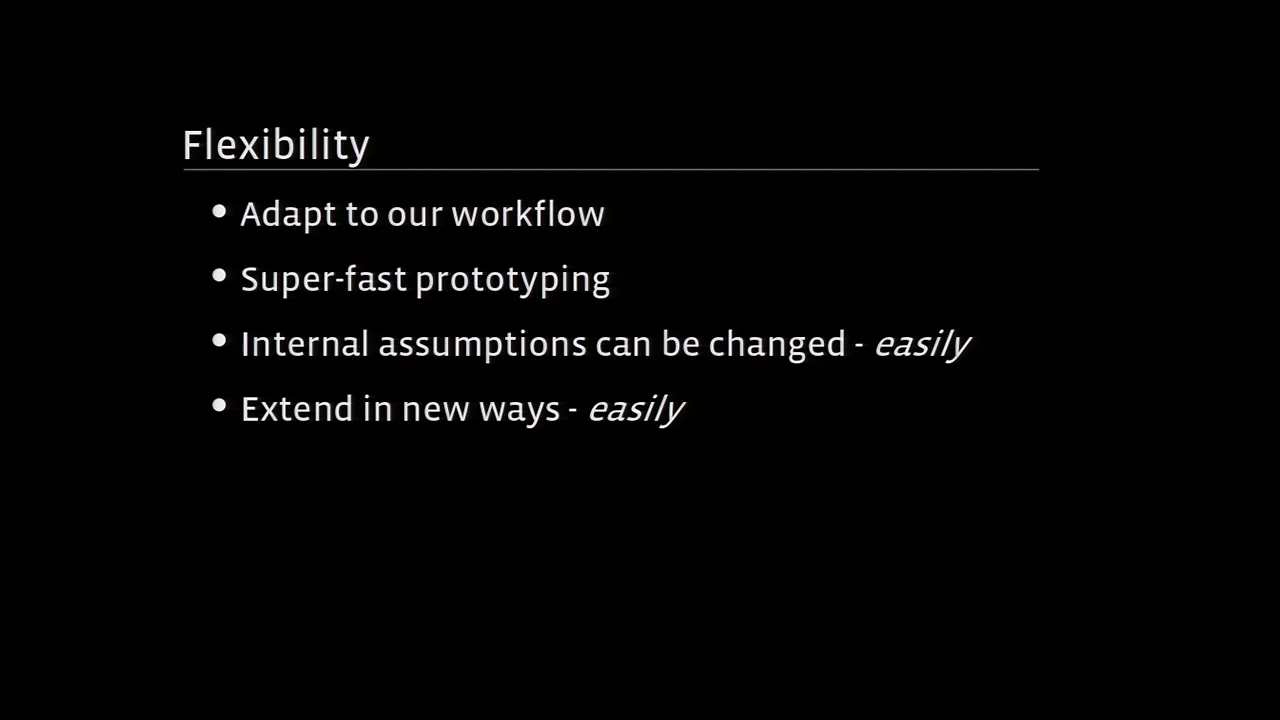 Flexibility
• Adapt to our workflow
• Super-fast prototyping
• Internal assumptions can be changed - easily
• Extend in new ways - easily